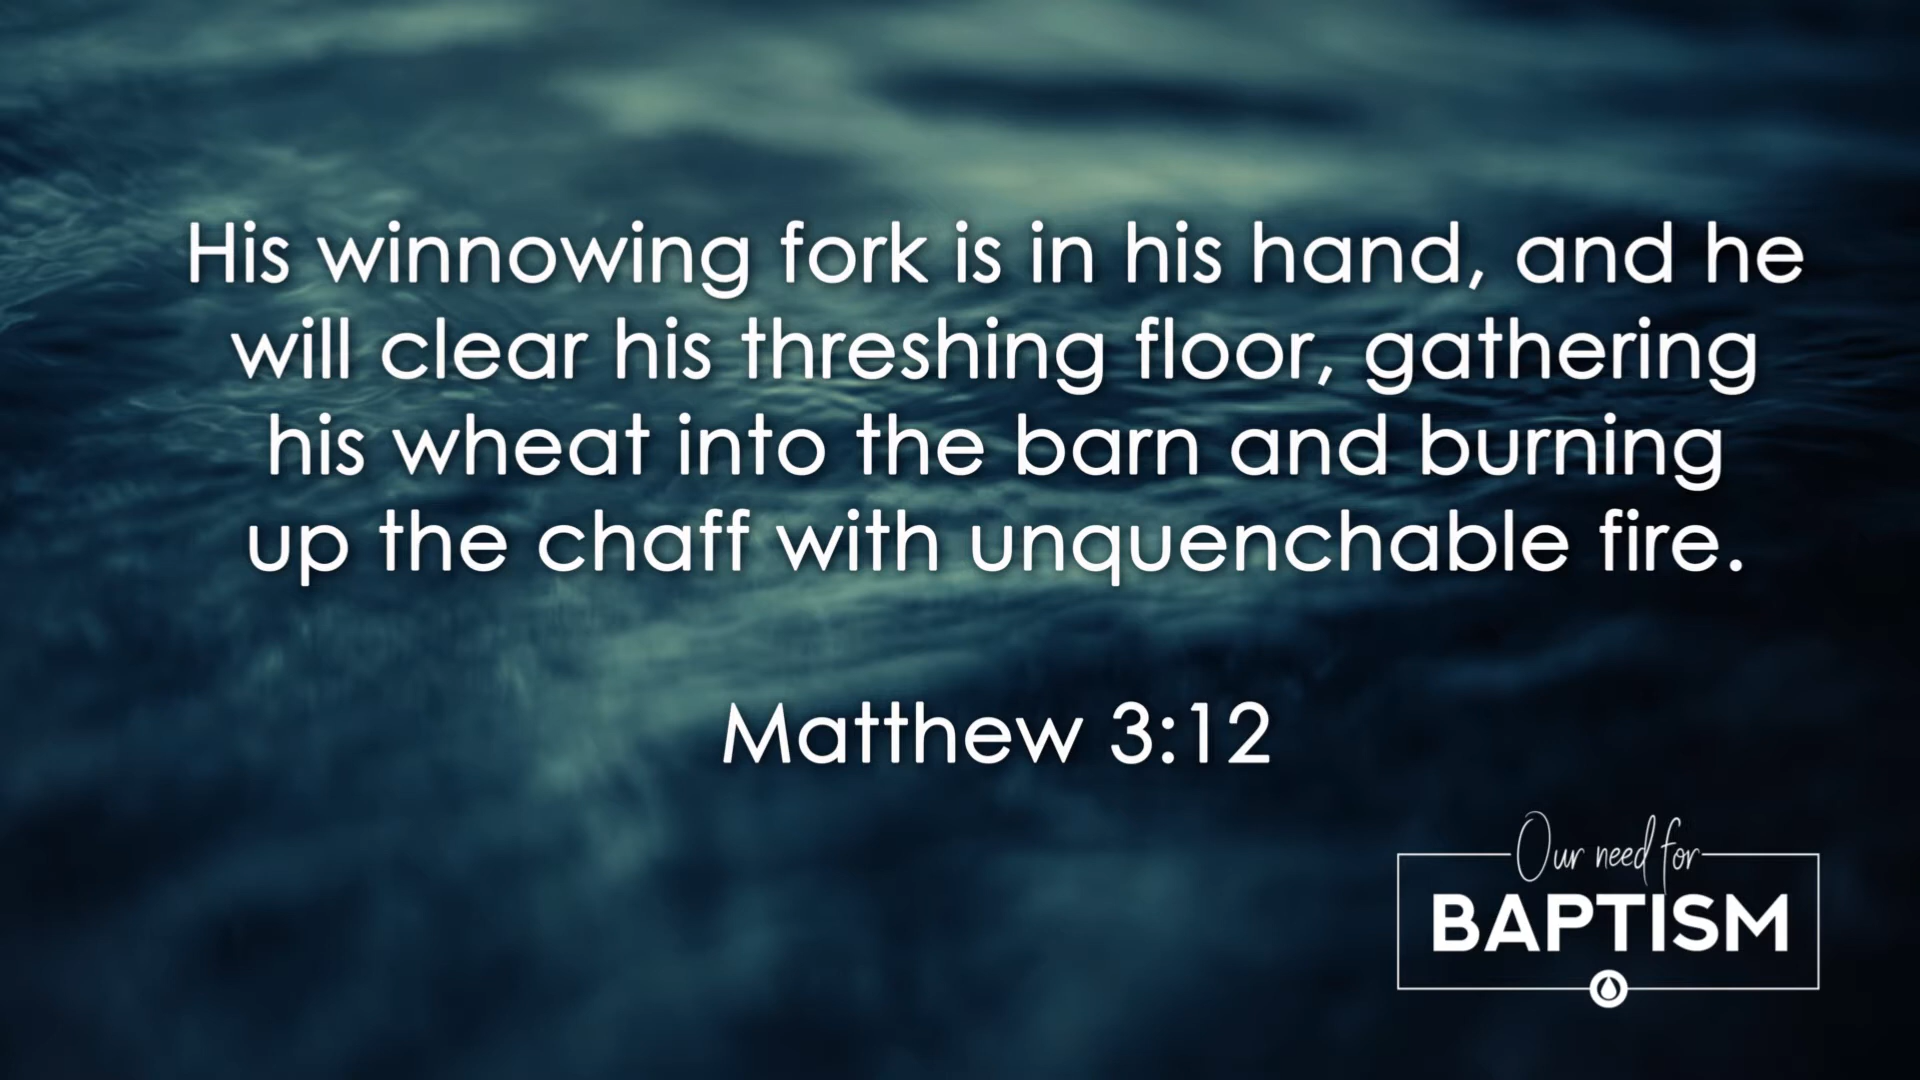 His winnowing fork is in his hand, and he
will clear his threshing floor, gathering
his wheat into the barn and burning
up the chaff with unquenchable fire.
Matthew 3:12
Our need for
BAPTISM